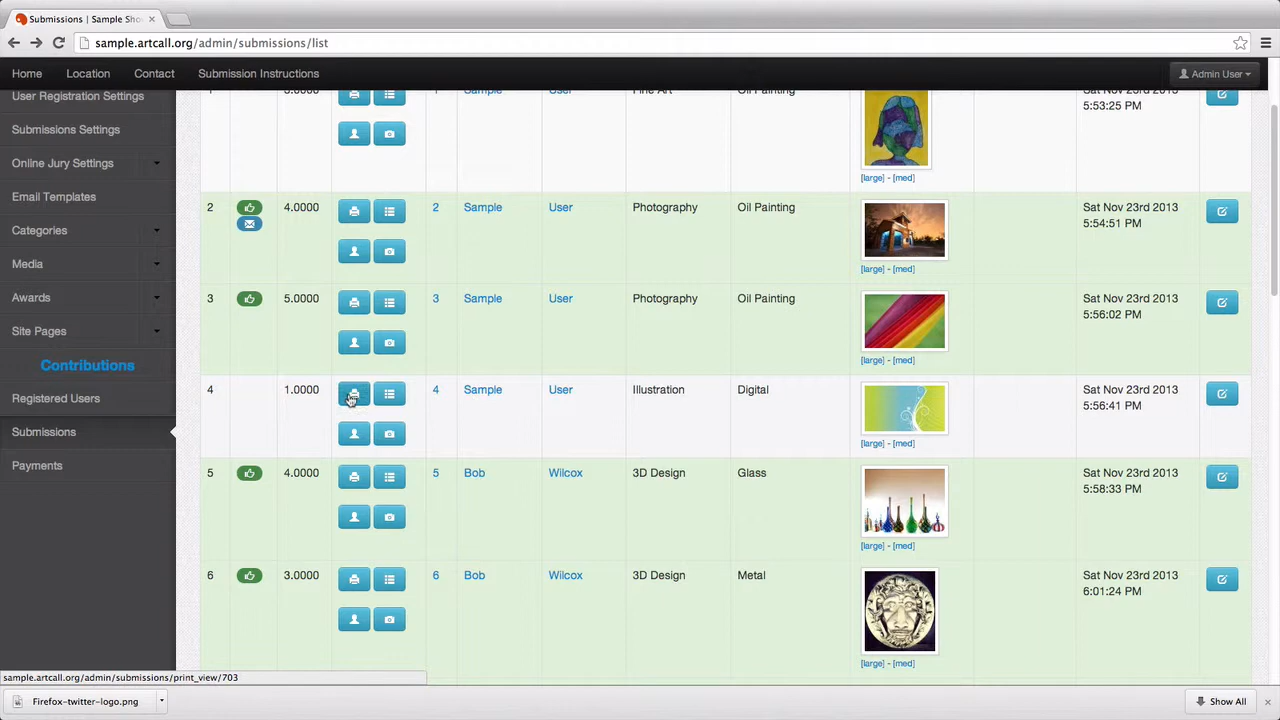 Submissions | Sample Sho
sample.artcall.org/admin/submissions/list
Home Location Contact Submission Instructions Admin User
User Registration Settings
Submissions Settings
Online Jury Settings
Email Templates
Categories
Media
Awards
Site Pages
Contributions
Registered Users
Submissions
Payments
Sample User Fine Art Oil Painting
5:53:25 PM
[large] - [med]
2 4.0000 2 Sample User Photography Oil Painting Sat Nov 23rd 2013
5:54:51 PM
[large] - [med]
3 5.0000 3 Sample User Photography Oil Painting Sat Nov 23rd 2013
5:56:02 PM
[large] - [med]
4 1.0000 4 Sample User Illustration Digital Sat Nov 23rd 2013
5:56:41 PM
[large] - [med]
5 4.0000 5 Bob Wilcox 3D Design Glass Sat Nov 23rd 2013
5:58:33 PM
[large] - [med]
6 3.0000 6 Bob Wilcox 3D Design Metal Sat Nov 23rd 2013
6:01:24 PM
[large] - [med]
sample.artcall.org/admin/submissions/print_view/703
Firefox-twitter-logo.png Show All